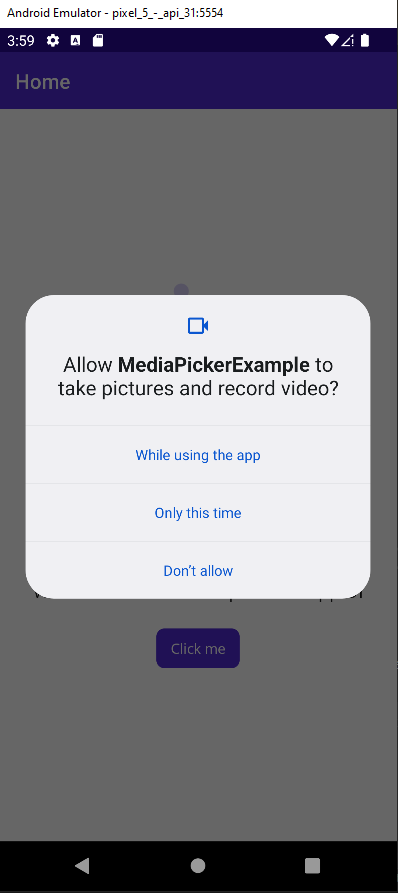 Android Emulator - pixel_5_-_api_31:5554
3:59
Home
Allow MediaPickerExample to
take pictures and record video?
While using the app
Only this time
Don't allow
Click me